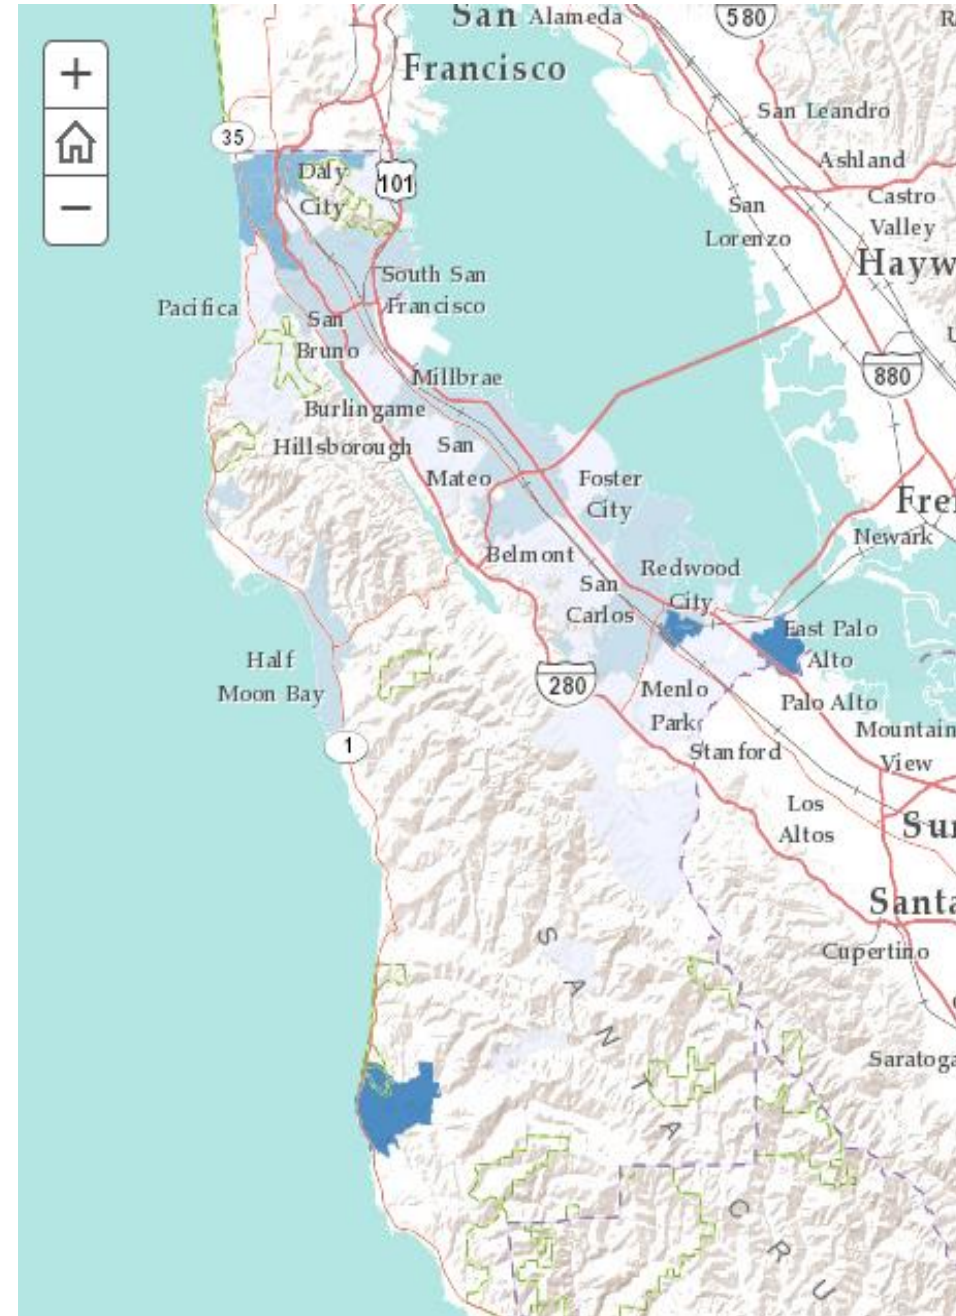 San
Alameda
580
Francisco
+
San Leandro
35
Ashland
Daly
City
101
Castro
Valley
San
Lorenzo
Hayw
South San
Francisco
Pacifica
San
Bruno
880
Millbrae
Burlingame
Hillsborough
San
Mateo
Foster
City
Fre
Newark
Belmont
Redwood
City
San
Carlos
East Palo
Alto
Half
Moon Bay
280
Menlo
Park
Palo Alto
Mountain
View
1
Stanford
Los
Altos
Su
Santa
Cupertino
Saratoga
S A N T A C R U
−